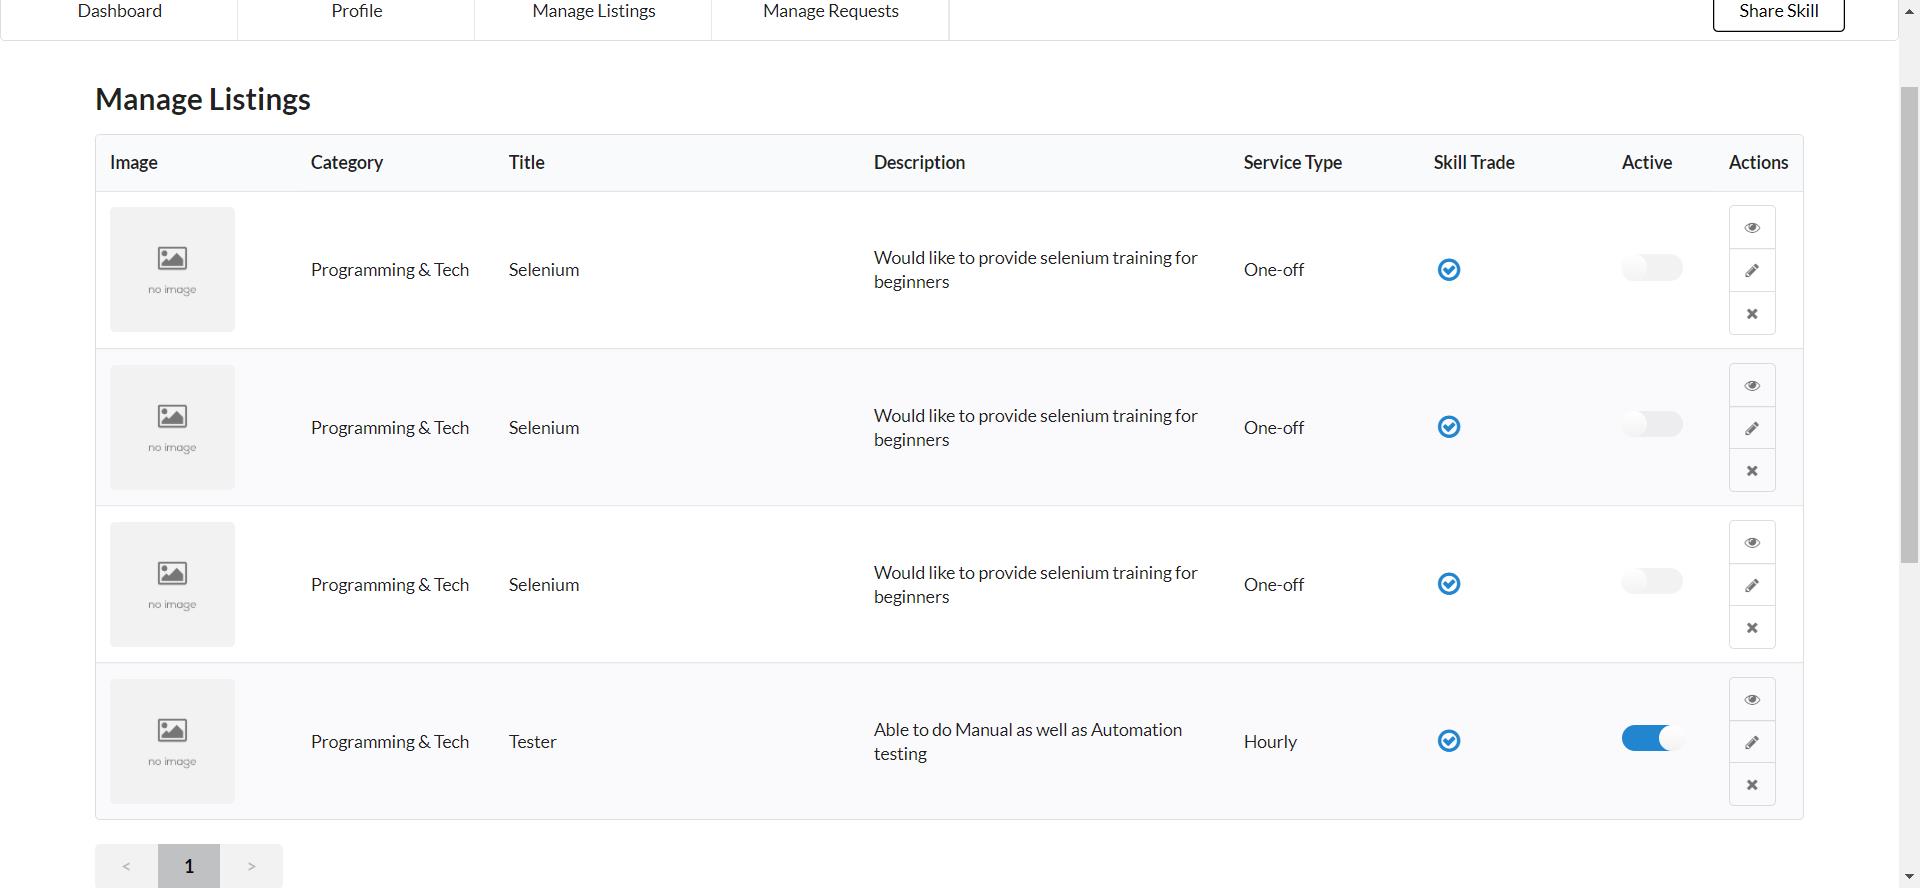 Dashboard
Profile
Manage Listings
Manage Requests
Share Skill
Manage Listings
Image
Category
Title
Description
Service Type
Skill Trade
Active
Actions
no image
Programming & Tech
Selenium
Would like to provide selenium training for
beginners
One-off
no image
Programming & Tech
Selenium
Would like to provide selenium training for
beginners
One-off
no image
Programming & Tech
Selenium
Would like to provide selenium training for
beginners
One-off
no image
Programming & Tech
Tester
Able to do Manual as well as Automation
testing
Hourly
<
1
>